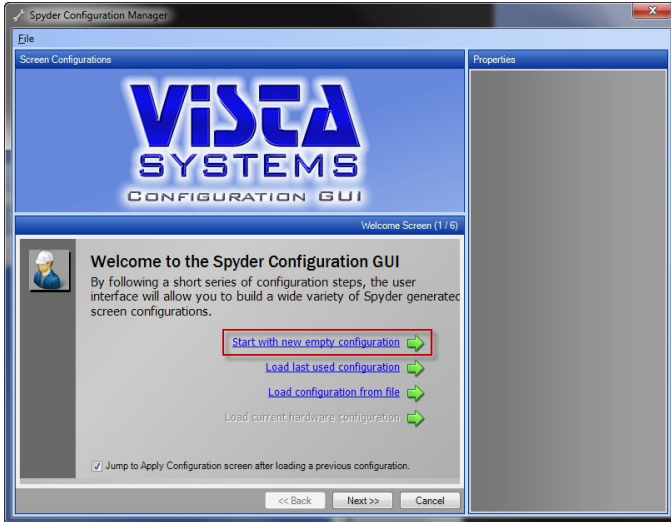 Spyder Configuration Manager
File
Screen Configurations
Properties
VISTA
SYSTEMS
CONFIGURATION GUI
Welcome Screen (1 / 6)
Welcome to the Spyder Configuration GUI
By following a short series of configuration steps, the user
interface will allow you to build a wide variety of Spyder generated
screen configurations.
Start with new empty configuration
Load last used configuration
Load configuration from file
Load current hardware configuration
Jump to Apply Configuration screen after loading a previous configuration.
<< Back
Next >>
Cancel